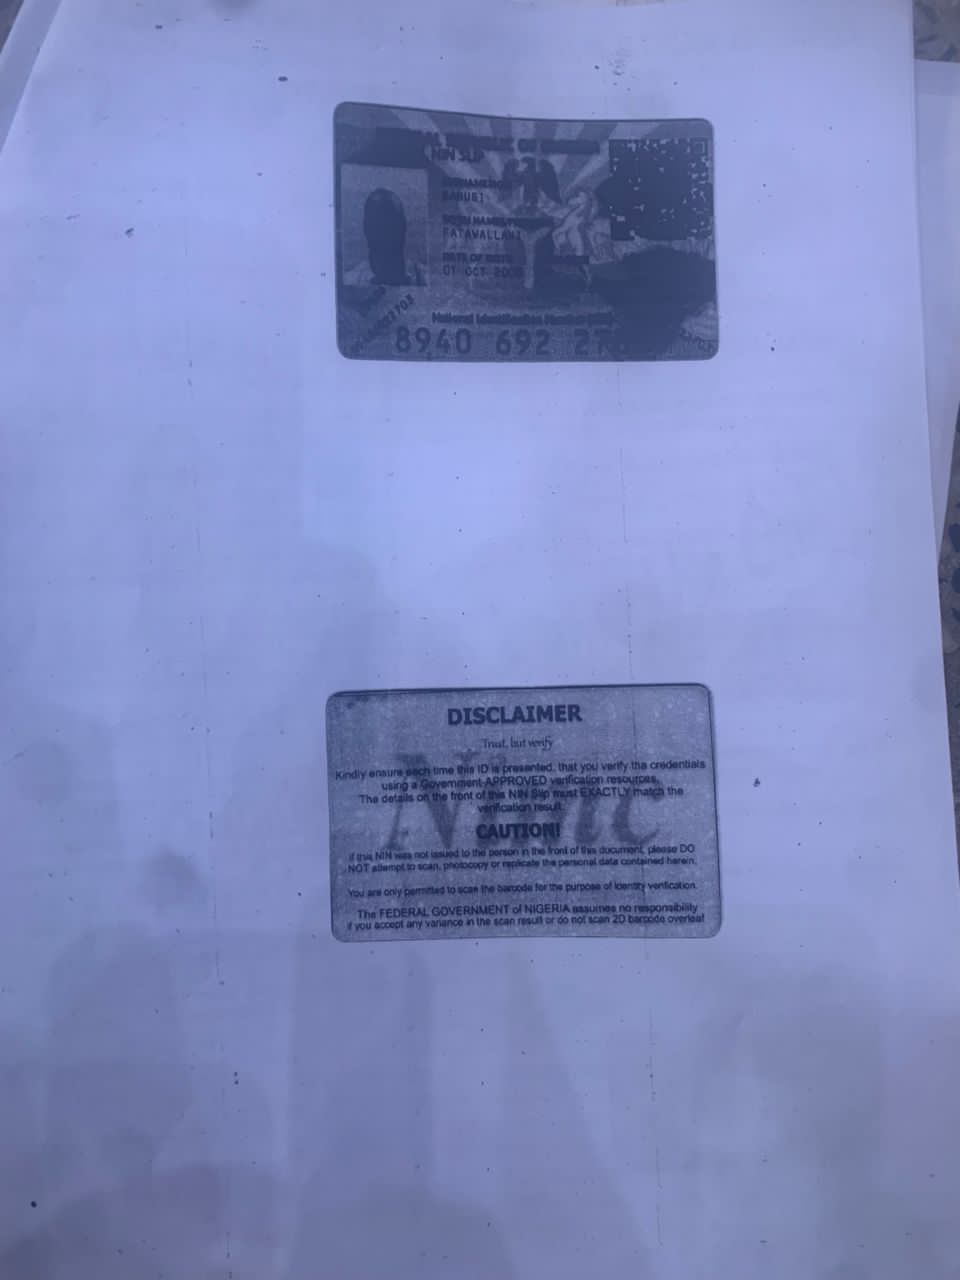 NIN SLIP
01 OCT
National Identification Number
8940 692
DISCLAIMER
Trust, but verify
Kindly ensure each time this ID is presented, that you verify the credentials
using a Government-APPROVED verification resources.
The details on the front of this NIN Slip must EXACTLY match the
verification result.
CAUTION!
If this NIN was not issued to the person in the front of this document, please DO
NOT attempt to scan, photocopy or replicate the personal data contained herein.
You are only permitted to scan the barcode for the purpose of identity verification.
The FEDERAL GOVERNMENT of NIGERIA assumes no responsibility
if you accept any variance in the scan result or do not scan 2D barcode overleaf